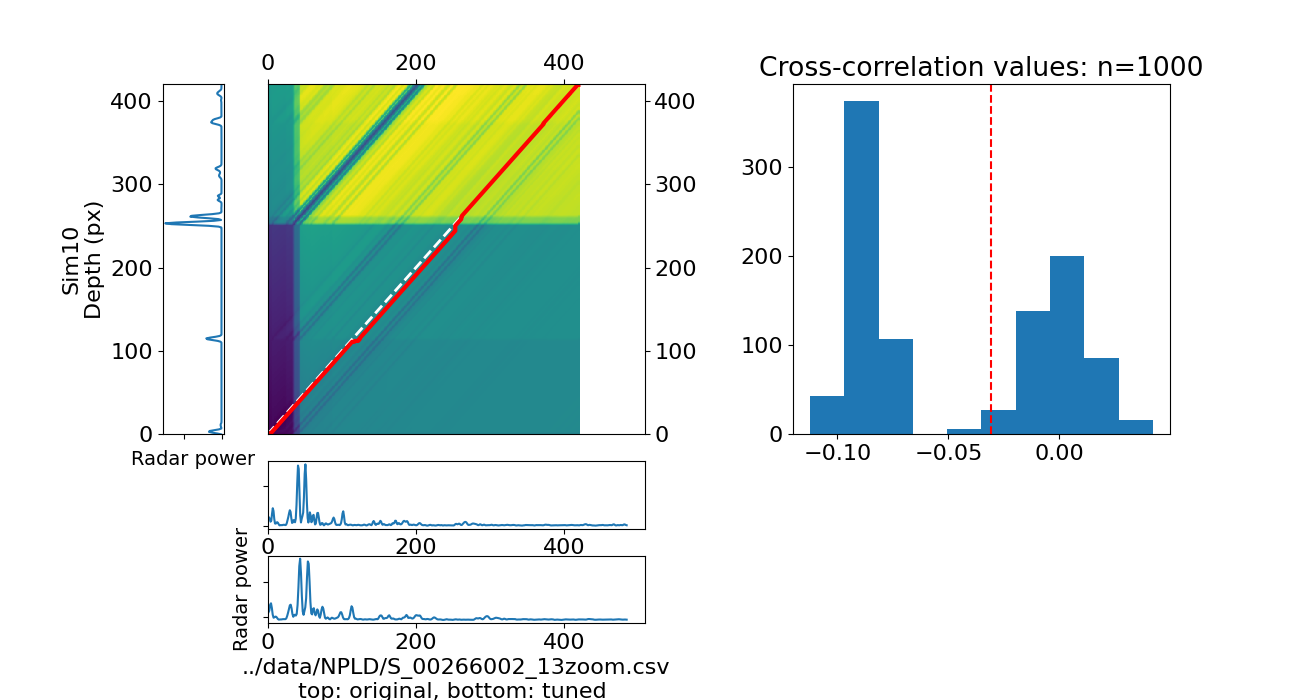 Cross-correlation values: n=1000
0 200 400
400 400
300 300
200 200
100 100
0 0
Sim10
Depth (px)
Radar power
300
200
100
0
−0.10 −0.05 0.00
0 200 400
Radar power
0 200 400
../data/NPLD/S_00266002_13zoom.csv
top: original, bottom: tuned